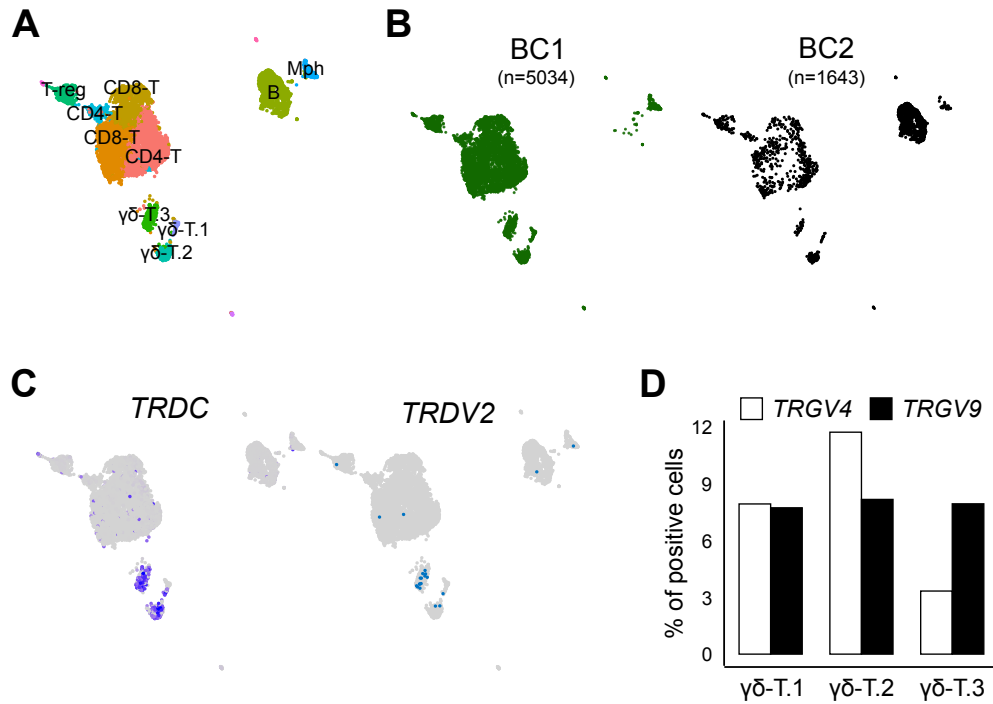 A
T-reg
CD8-T
CD4-T
CD8-T
CD4-T
γδ-T.3
γδ-T.1
γδ-T.2
B
Mph
B
BC1
(n=5034)
BC2
(n=1643)
C
TRDC
TRDV2
D
TRGV4
TRGV9
% of positive cells
12
9
6
3
0
γδ-T.1
γδ-T.2
γδ-T.3